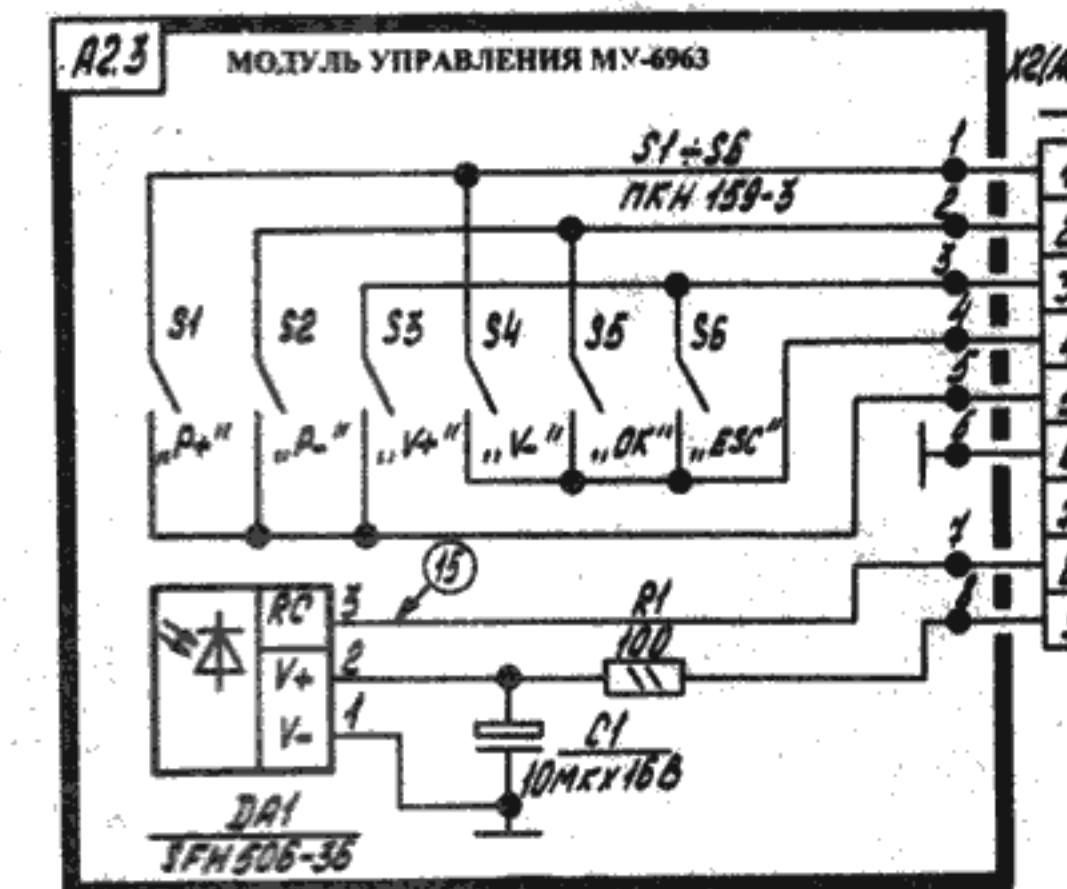 А2.3
МОДУЛЬ УПРАВЛЕНИЯ МУ-6963
S1÷S6
ПКН 159-3
1
2
3
4
5
6
7
8
S1
S2
S3
S4
S5
S6
„P+"
„P-"
„V+"
„V-"
„OK"
„ESC"
15
RC
3
V+
2
V-
1
R1
100
C1
10МКХ16В
DA1
SFH506-36